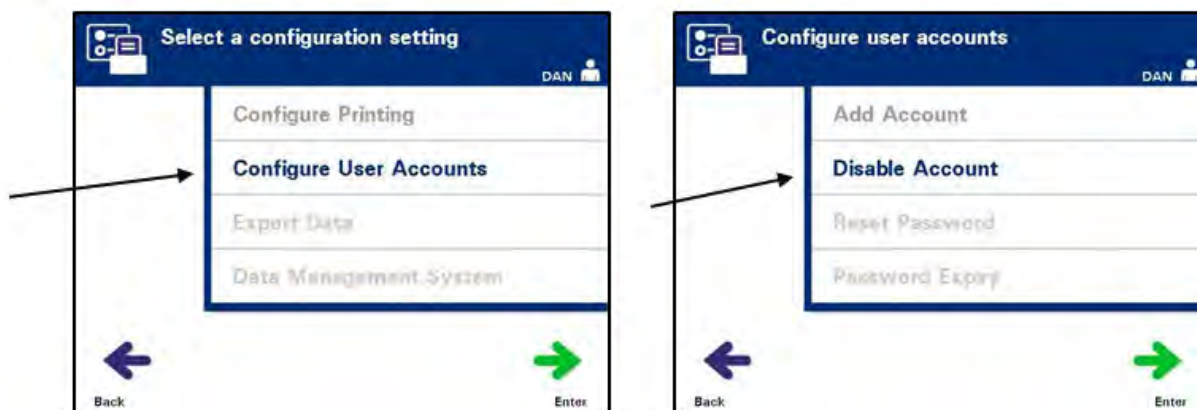 Select a configuration setting
DAN
Configure Printing
Configure User Accounts
Export Data
Data Management System
Back
Enter
Configure user accounts
DAN
Add Account
Disable Account
Reset Password
Password Expiry
Back
Enter